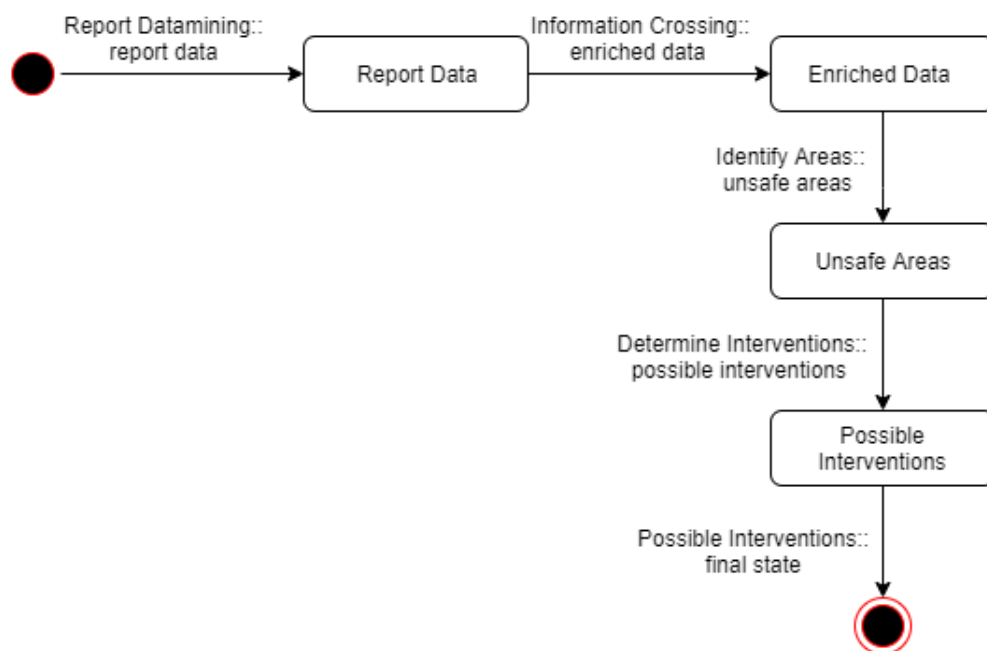 Report Datamining::
report data
Report Data
Information Crossing::
enriched data
Enriched Data
Identify Areas::
unsafe areas
Unsafe Areas
Determine Interventions::
possible interventions
Possible
Interventions
Possible Interventions::
final state